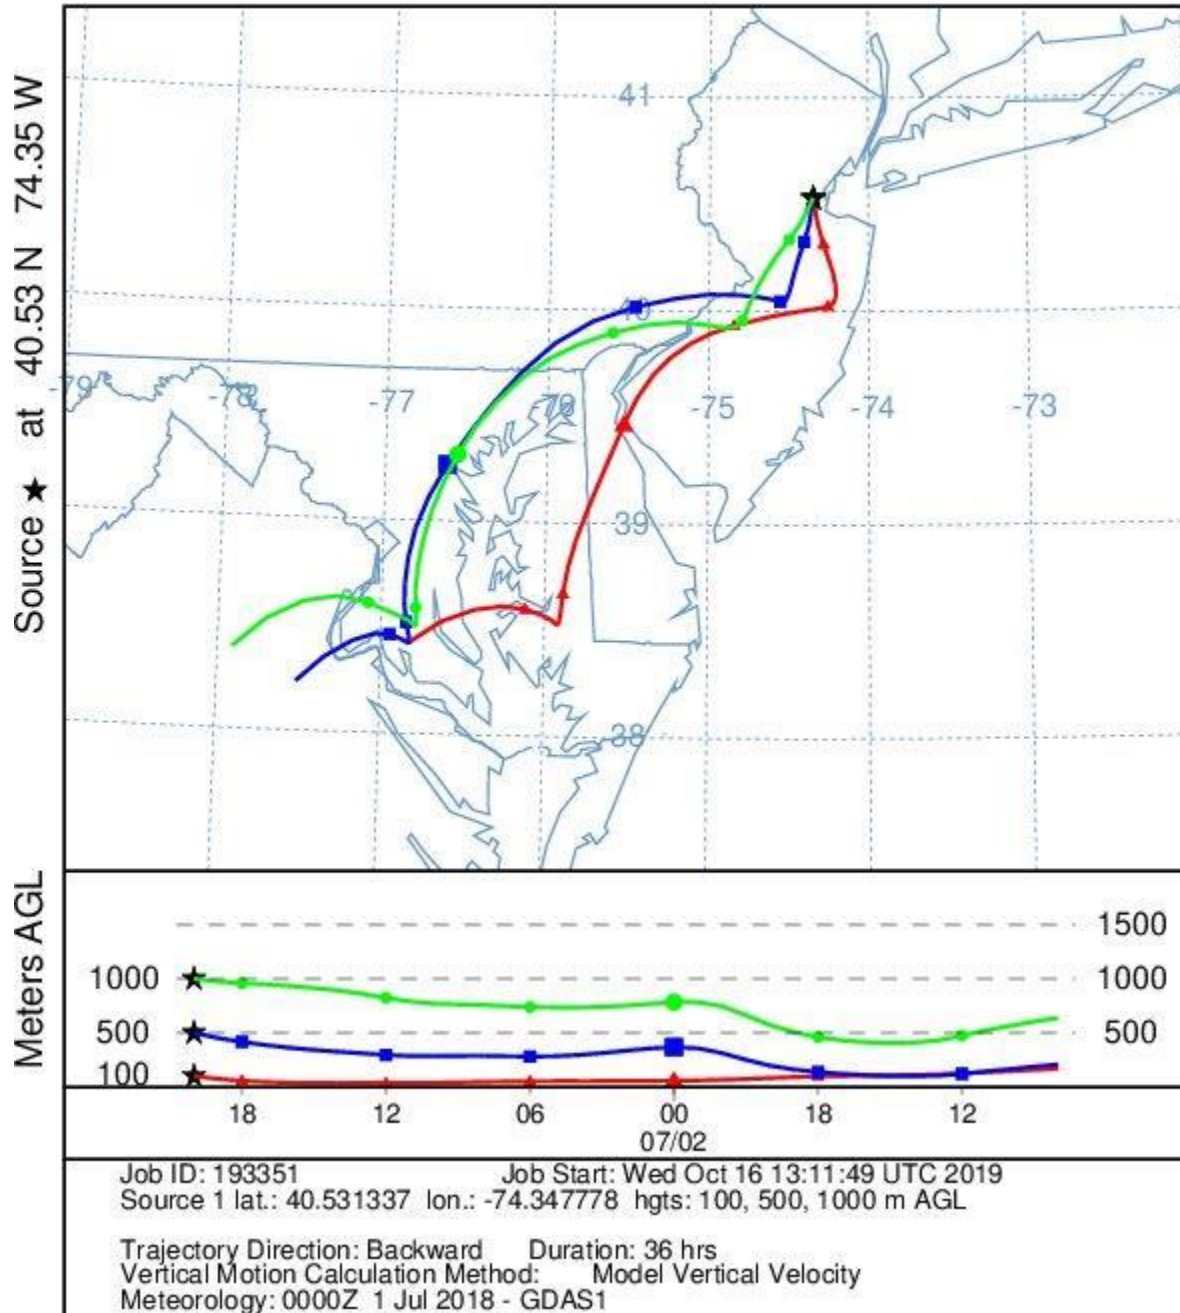 Source ★ at 40.53 N 74.35 W
41
40
-79
-78
-77
-76
-75
-74
-73
39
38
Meters AGL
1500
1000 1000
500 500
100
18 12 06 00 18 12
07/02
Job ID: 193351 Job Start: Wed Oct 16 13:11:49 UTC 2019
Source 1 lat.: 40.531337 lon.: -74.347778 hgts: 100, 500, 1000 m AGL
Trajectory Direction: Backward Duration: 36 hrs
Vertical Motion Calculation Method: Model Vertical Velocity
Meteorology: 0000Z 1 Jul 2018 - GDAS1